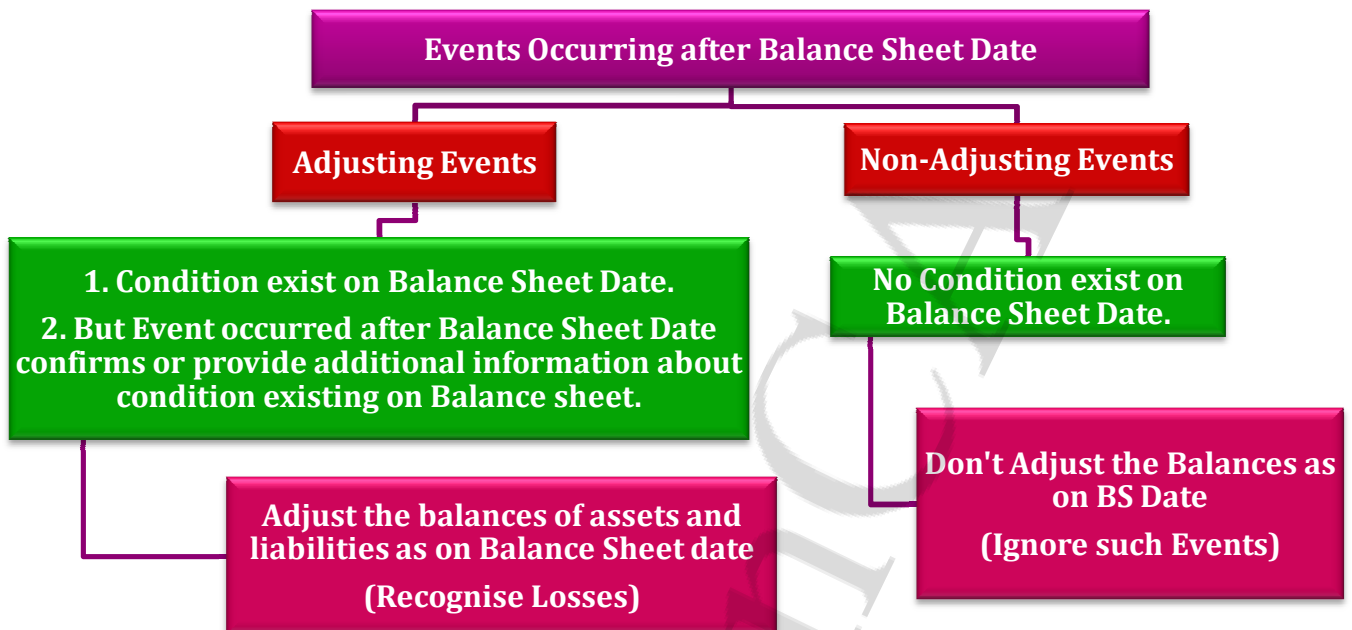 Events Occurring after Balance Sheet Date
Adjusting Events
Non-Adjusting Events
1. Condition exist on Balance Sheet Date.
2. But Event occurred after Balance Sheet Date
confirms or provide additional information about
condition existing on Balance sheet.
No Condition exist on
Balance Sheet Date.
Adjust the balances of assets and
liabilities as on Balance Sheet date
(Recognise Losses)
Don't Adjust the Balances as
on BS Date
(Ignore such Events)